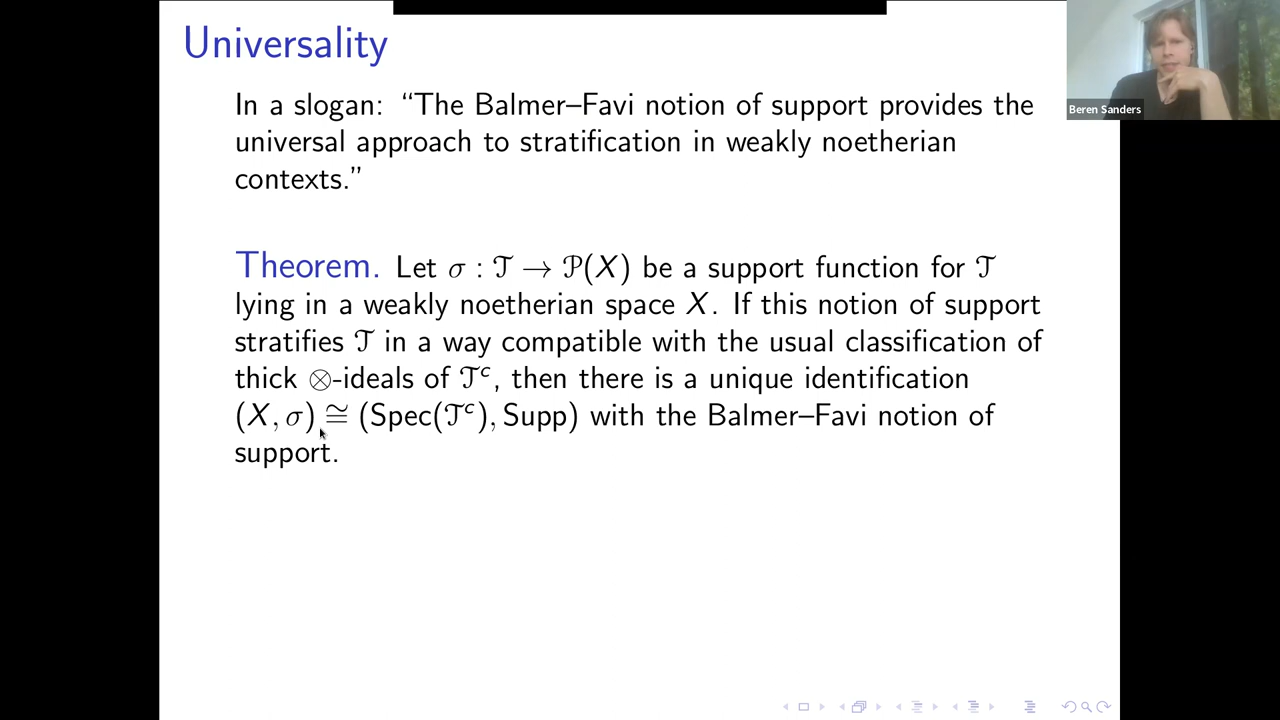 Universality
Beren Sanders
In a slogan: “The Balmer–Favi notion of support provides the
universal approach to stratification in weakly noetherian
contexts.”
Theorem. Let σ : 𝒯 → 𝒫(X) be a support function for 𝒯
lying in a weakly noetherian space X. If this notion of support
stratifies 𝒯 in a way compatible with the usual classification of
thick ⊗-ideals of 𝒯ᶜ, then there is a unique identification
(X, σ) ≅ (Spec(𝒯ᶜ), Supp) with the Balmer–Favi notion of
support.